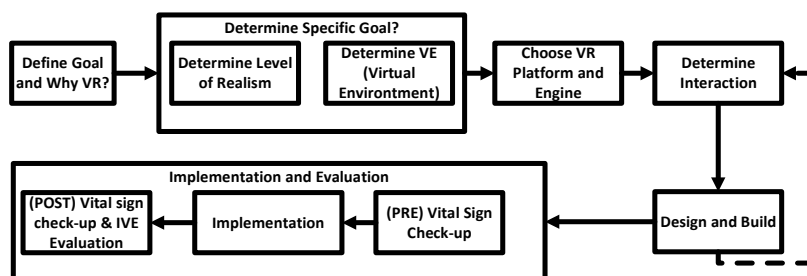 Determine Specific Goal?
Define Goal
and Why VR?
Determine Level
of Realism
Determine VE
(Virtual
Environtment)
Choose VR
Platform and
Engine
Determine
Interaction
Implementation and Evaluation
(POST) Vital sign
check-up & IVE
Evaluation
Implementation
(PRE) Vital Sign
Check-up
Design and Build